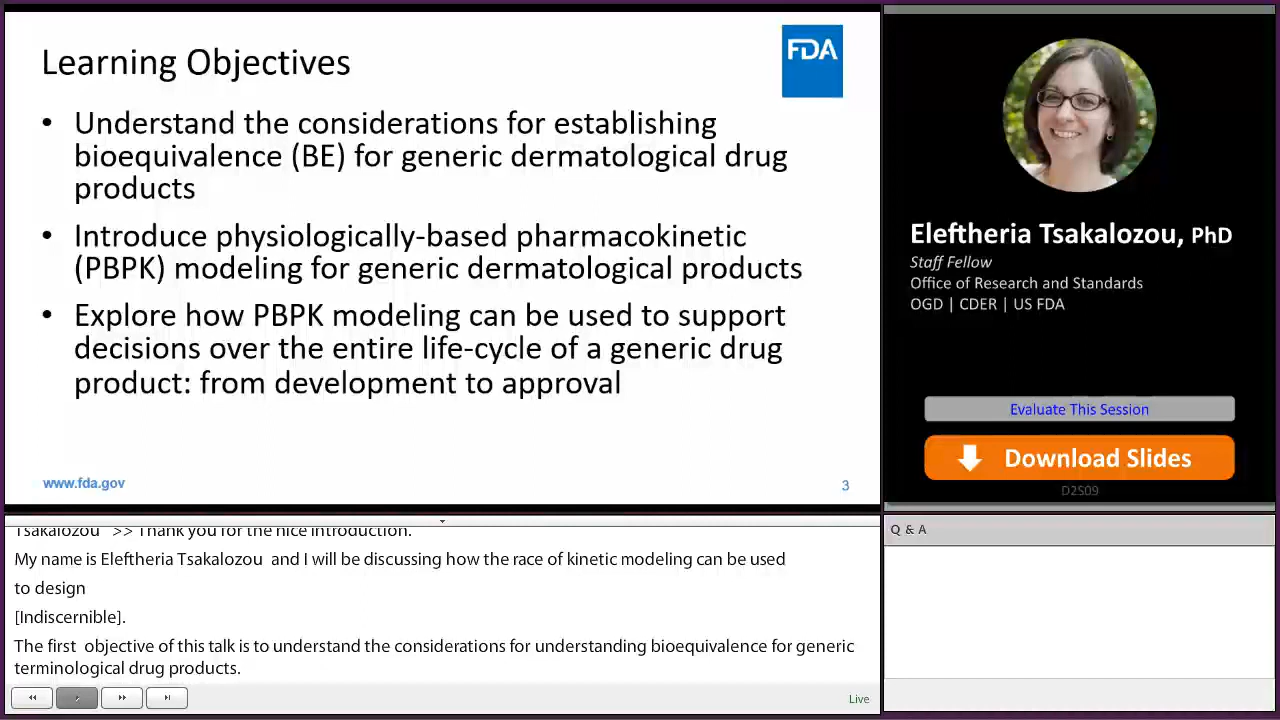 Learning Objectives
FDA
• Understand the considerations for establishing
bioequivalence (BE) for generic dermatological drug
products
• Introduce physiologically-based pharmacokinetic
(PBPK) modeling for generic dermatological products
• Explore how PBPK modeling can be used to support
decisions over the entire life-cycle of a generic drug
product: from development to approval
www.fda.gov
3
Eleftheria Tsakalozou, PhD
Staff Fellow
Office of Research and Standards
OGD | CDER | US FDA
Evaluate This Session
Download Slides
D2S09
Tsakalozou >> Thank you for the nice introduction.
My name is Eleftheria Tsakalozou and I will be discussing how the race of kinetic modeling can be used
to design
[Indiscernible].
The first objective of this talk is to understand the considerations for understanding bioequivalence for generic
terminological drug products.
Live
Q & A